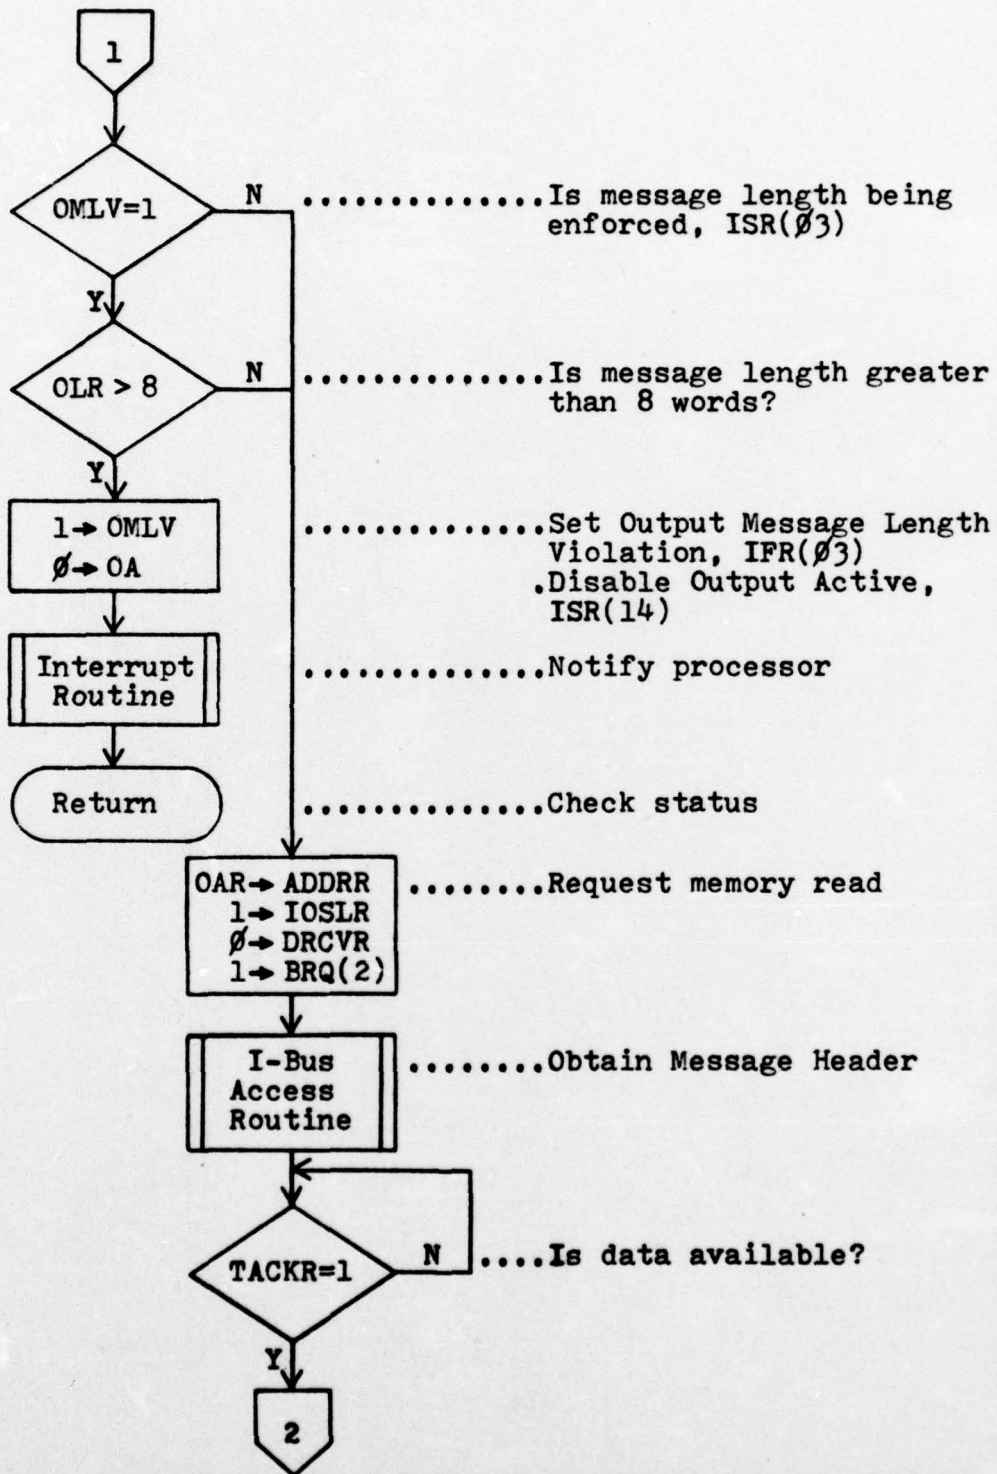 1
OMLV=1 N ..............Is message length being
enforced, ISR(Ø3)
Y
OLR > 8 N ..............Is message length greater
than 8 words?
Y
1→ OMLV ..............Set Output Message Length
Violation, IFR(Ø3)
Ø→ OA .Disable Output Active,
ISR(14)
Interrupt ..............Notify processor
Routine
Return ..............Check status
OAR→ ADDRR ........Request memory read
1→ IOSLR
Ø→ DRCVR
1→ BRQ(2)
I-Bus ........Obtain Message Header
Access
Routine
TACKR=1 N ....Is data available?
Y
2